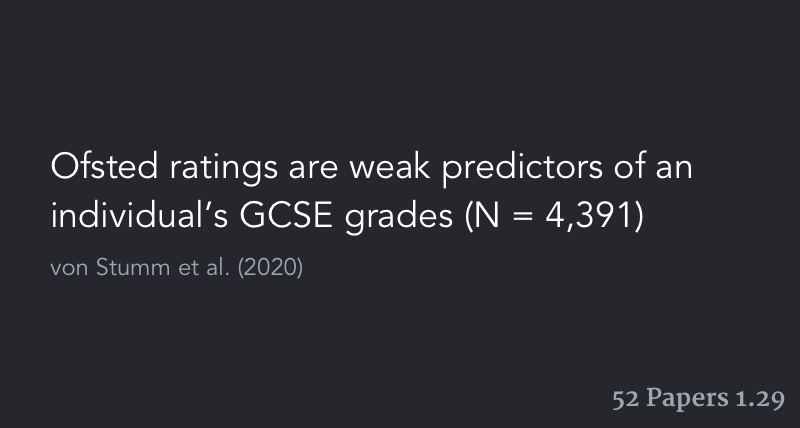 Ofsted ratings are weak predictors of an
individual’s GCSE grades (N = 4,391)
von Stumm et al. (2020)
52 Papers 1.29